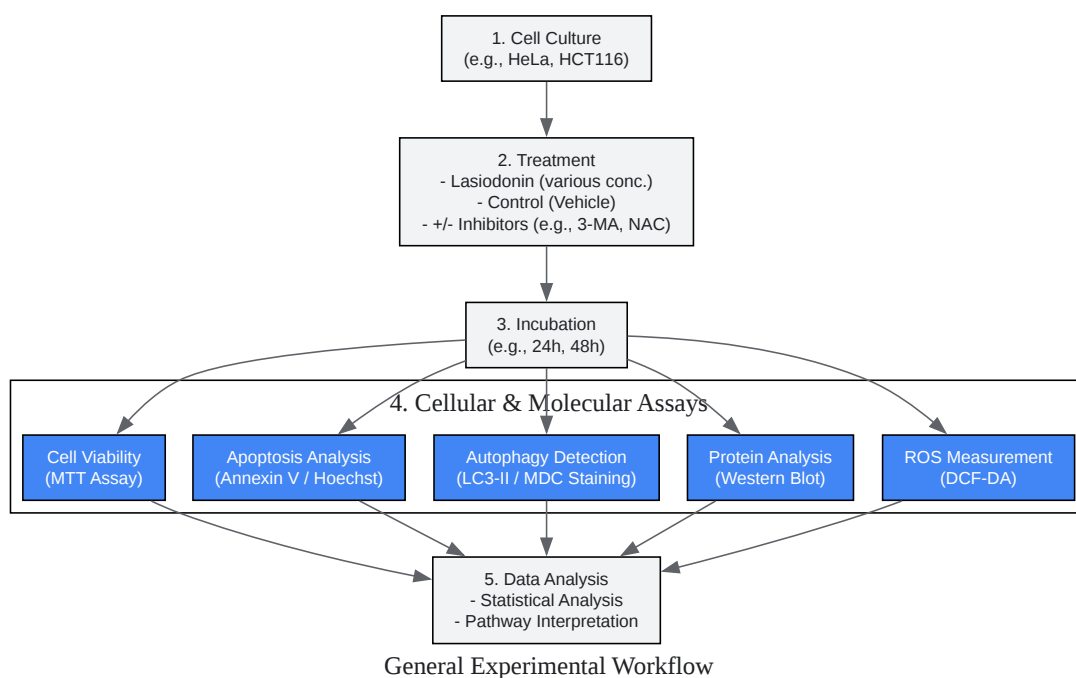 1. Cell Culture
(e.g., HeLa, HCT116)
2. Treatment
- Lasiodonin (various conc.)
- Control (Vehicle)
- +/- Inhibitors (e.g., 3-MA, NAC)
3. Incubation
(e.g., 24h, 48h)
4. Cellular & Molecular Assays
Cell Viability
(MTT Assay)
Apoptosis Analysis
(Annexin V / Hoechst)
Autophagy Detection
(LC3-II / MDC Staining)
Protein Analysis
(Western Blot)
ROS Measurement
(DCF-DA)
5. Data Analysis
- Statistical Analysis
- Pathway Interpretation
General Experimental Workflow